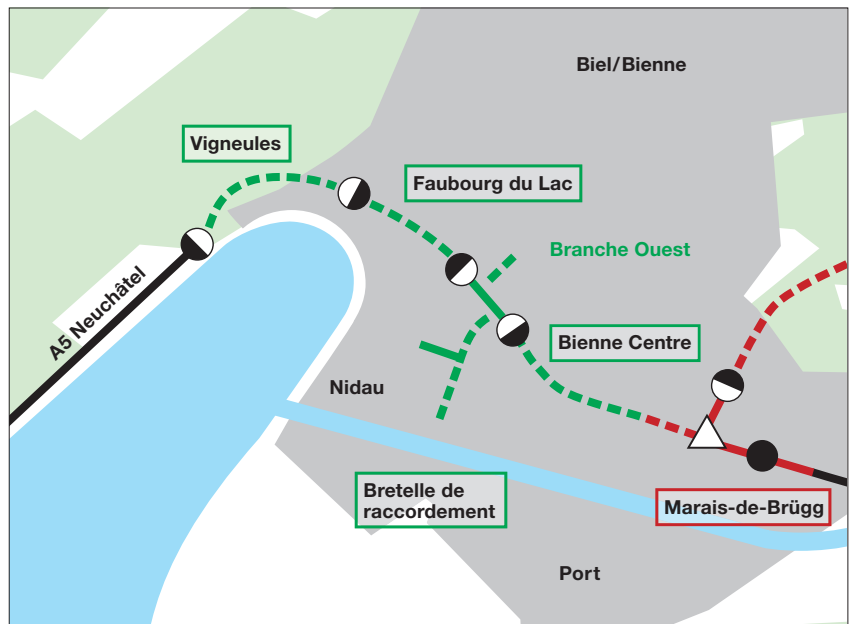 Biel/Bienne
Vigneules
Faubourg du Lac
Branche Ouest
A5 Neuchâtel
Bienne Centre
Nidau
Bretelle de
raccordement
Marais-de-Brügg
Port